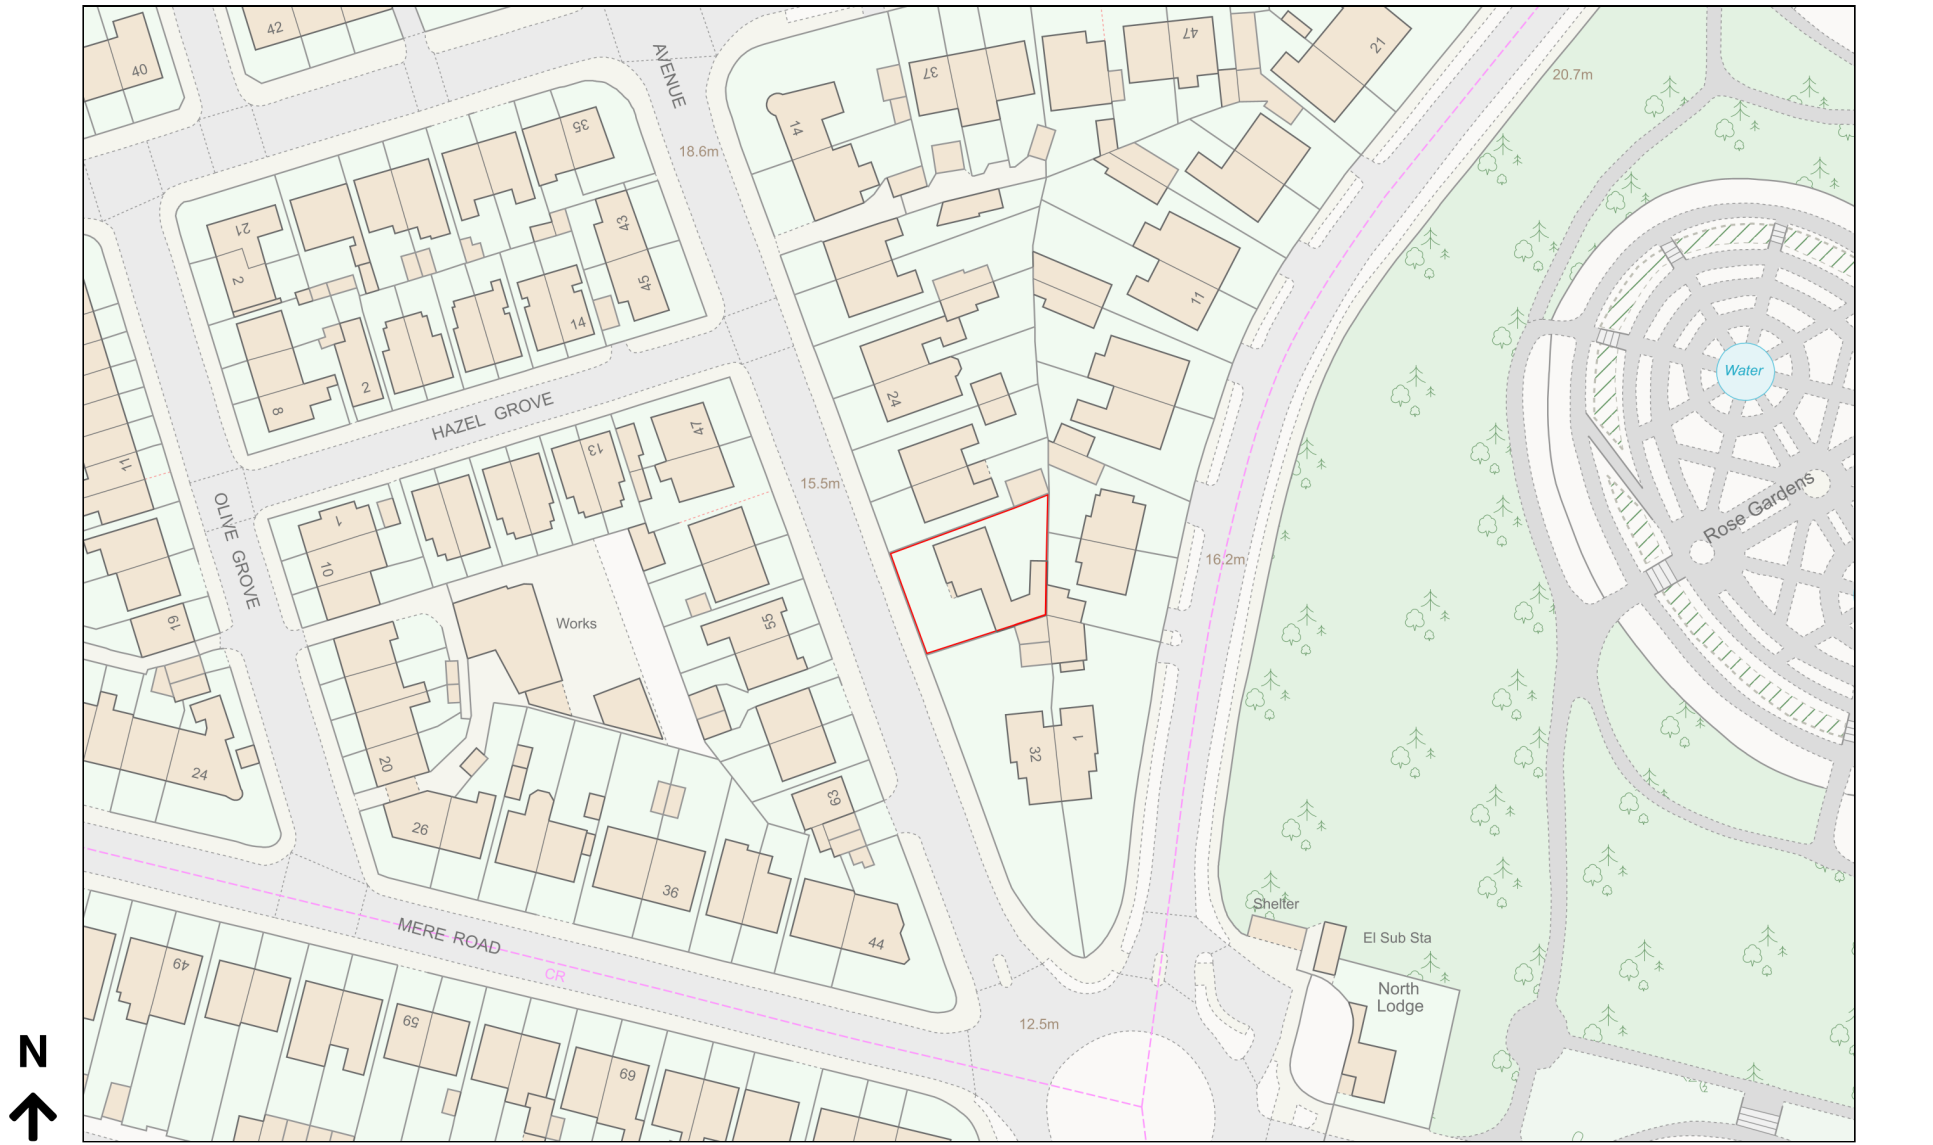 42
40
AVENUE
37
47
21
20.7m
14
35
18.6m
21
2
43
45
11
14
2
8
24
Water
HAZEL GROVE
47
13
11
15.5m
Rose Gardens
OLIVE GROVE
1
10
16.2m
19
Works
55
32
1
24
20
63
26
36
44
Shelter
MERE ROAD
El Sub Sta
49
CR
North
Lodge
59
12.5m
69
N